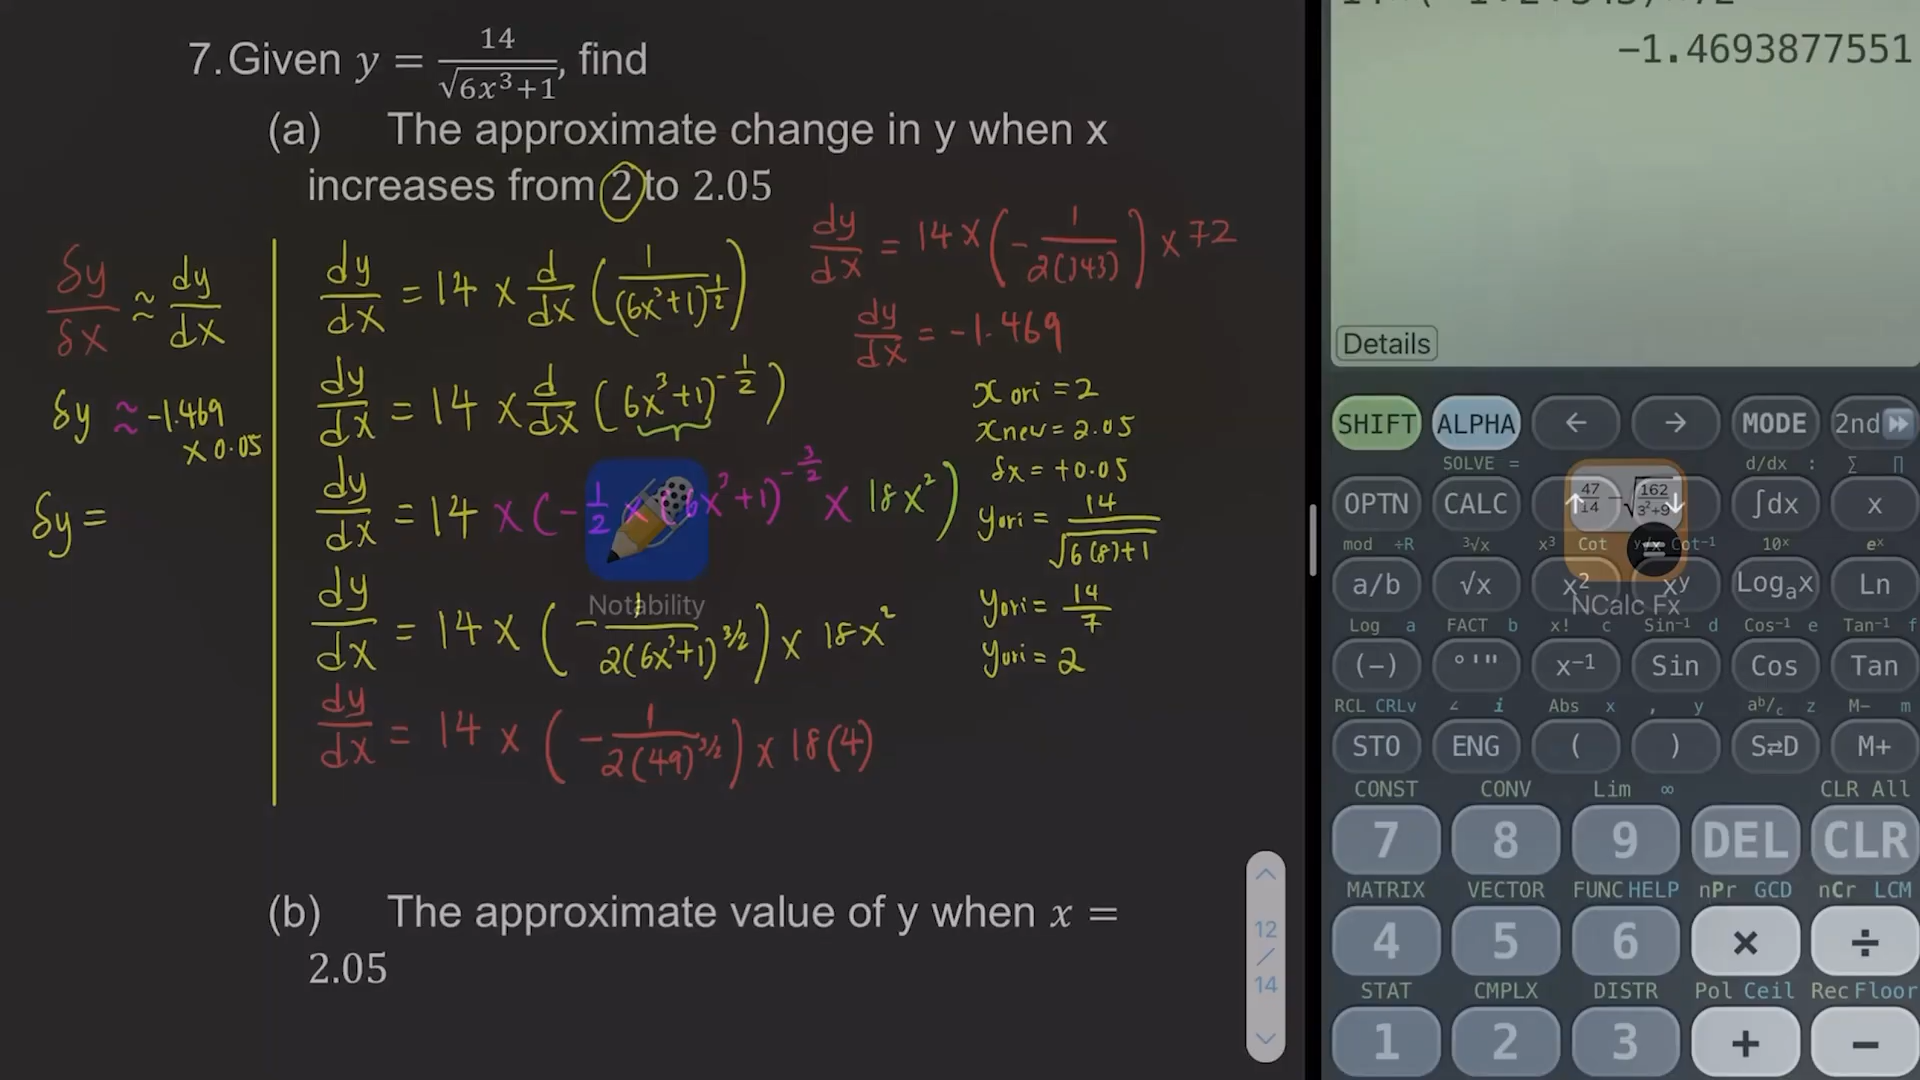 7. Given y = 14/√(6x³+1), find
(a) The approximate change in y when x
increases from 2 to 2.05
δy/δx ≈ dy/dx
δy ≈ -1.469
× 0.05
δy =
dy/dx = 14 × d/dx (1/(6x³+1)^(1/2))
dy/dx = 14 × d/dx (6x³+1)^(-1/2))
dy/dx = 14 × (-1/2 × (6x³+1)^(-3/2) × 18x²)
dy/dx = 14 × (-1/(2(6x³+1)^(3/2))) × 18x²
dy/dx = 14 × (-1/(2(49)^(3/2))) × 18(4)
dy/dx = 14 × (-1/(2(343))) × 72
dy/dx = -1.469
x ori = 2
x new = 2.05
δx = +0.05
y ori = 14/√(6(8)+1)
y ori = 14/7
y ori = 2
Notability
(b) The approximate value of y when x =
2.05
12
/
14
-1.4693877551
Details
SHIFT ALPHA ← → MODE 2nd
SOLVE = d/dx : ∑ ∏
OPTN CALC ↑ 47/14 √162/3²+9 ↓ ∫dx x
mod ÷R ³√x x³ Cot Cot⁻¹ 10ˣ eˣ
a/b √x x² = xʸ Logₐx Ln
NCalc Fx
Log a FACT b x! c Sin⁻¹ d Cos⁻¹ e Tan⁻¹ f
(−) °'" x⁻¹ Sin Cos Tan
RCL CRLv ∠ i Abs x , y aᵇ/c z M− m
STO ENG ( ) S⇄D M+
CONST CONV Lim ∞ CLR All
7 8 9 DEL CLR
MATRIX VECTOR FUNC HELP nPr GCD nCr LCM
4 5 6 × ÷
STAT CMPLX DISTR Pol Ceil Rec Floor
1 2 3 + −